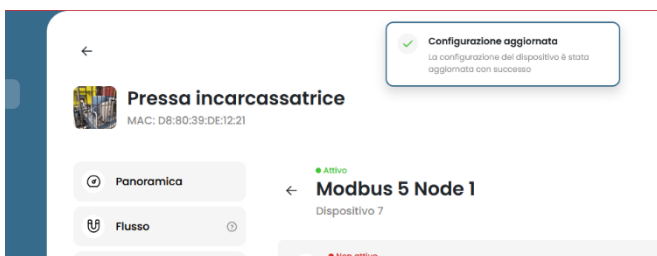 Configurazione aggiornata
La configurazione del dispositivo è stata
aggiornata con successo
Pressa incarcassatrice
MAC: D8:80:39:DE:12:21
Panoramica
Flusso
Attivo
Modbus 5 Node 1
Dispositivo 7
Non attivo